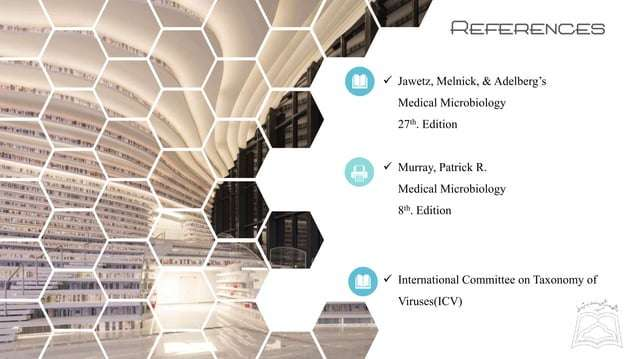 References
✓ Jawetz, Melnick, & Adelberg’s
Medical Microbiology
27th. Edition
✓ Murray, Patrick R.
Medical Microbiology
8th. Edition
✓ International Committee on Taxonomy of
Viruses(ICV)